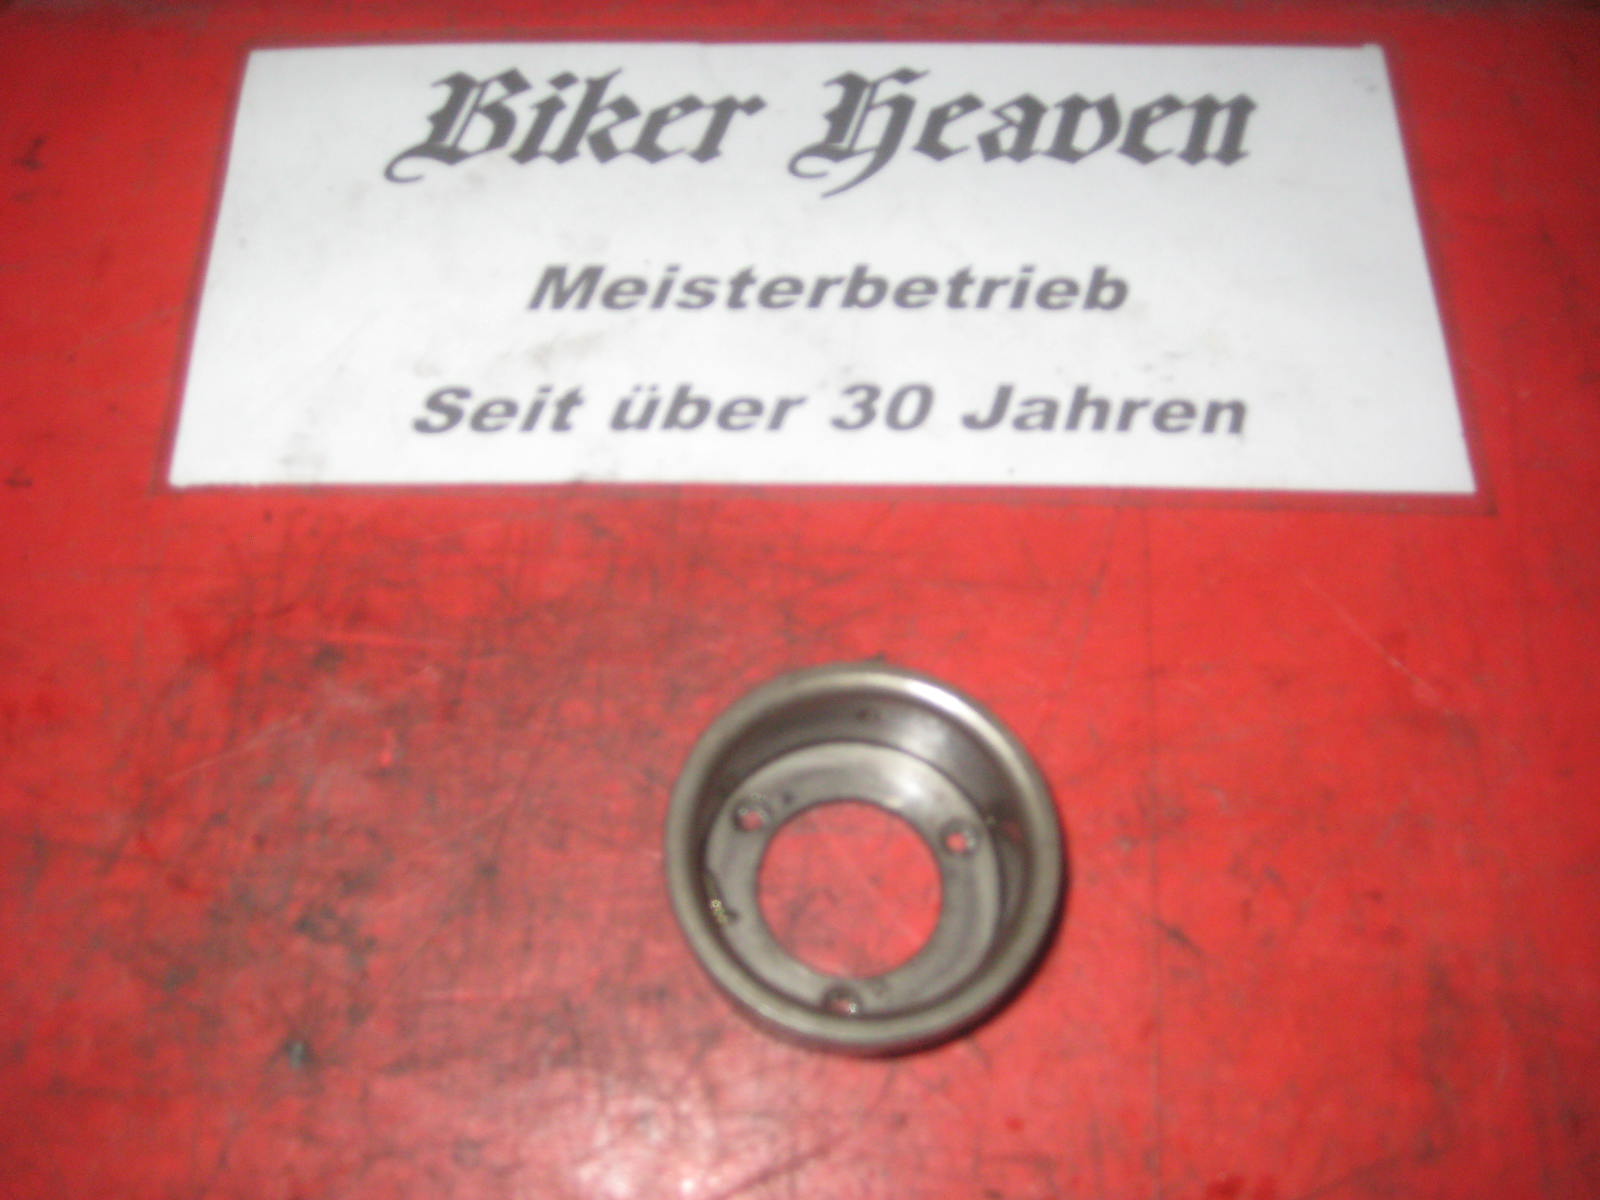 Biker Heaven
Meisterbetrieb
Seit über 30 Jahren